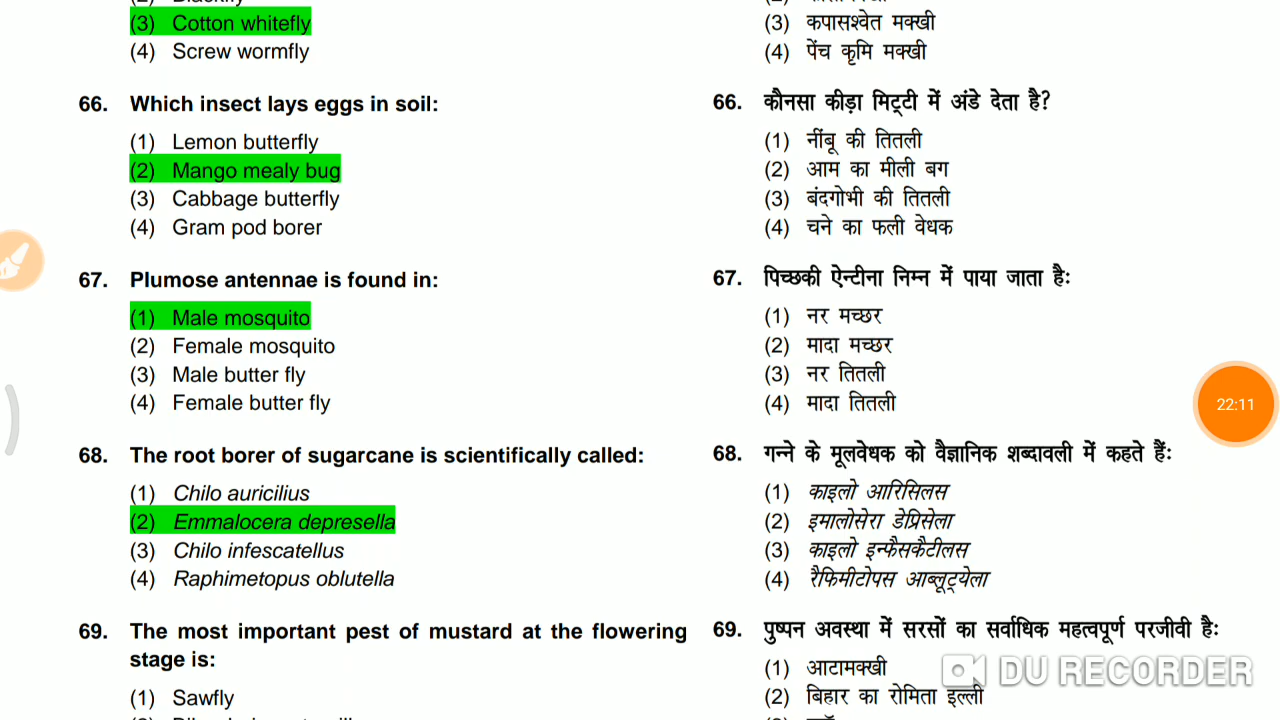 (3) Cotton whitefly
(4) Screw wormfly
66. Which insect lays eggs in soil:
(1) Lemon butterfly
(2) Mango mealy bug
(3) Cabbage butterfly
(4) Gram pod borer
67. Plumose antennae is found in:
(1) Male mosquito
(2) Female mosquito
(3) Male butter fly
(4) Female butter fly
68. The root borer of sugarcane is scientifically called:
(1) Chilo auricilius
(2) Emmalocera depresella
(3) Chilo infescatellus
(4) Raphimetopus oblutella
69. The most important pest of mustard at the flowering
stage is:
(1) Sawfly
(3) कपासश्वेत मक्खी
(4) पेंच कृमि मक्खी
66. कौनसा कीड़ा मिट्टी में अंडे देता है?
(1) नींबू की तितली
(2) आम का मीली बग
(3) बंदगोभी की तितली
(4) चने का फली वेधक
67. पिच्छकी ऐन्टीना निम्न में पाया जाता हैः
(1) नर मच्छर
(2) मादा मच्छर
(3) नर तितली
(4) मादा तितली
68. गन्ने के मूलवेधक को वैज्ञानिक शब्दावली में कहते हैंः
(1) काइलो आरिसिलस
(2) इमालोसेरा डेप्रिसेला
(3) काइलो इन्फैसकैटीलस
(4) रैफिमीटोपस आब्लूट्येला
69. पुष्पन अवस्था में सरसों का सर्वाधिक महत्वपूर्ण परजीवी हैः
(1) आटामक्खी
(2) बिहार का रोमिता इल्ली
22:11
DU RECORDER